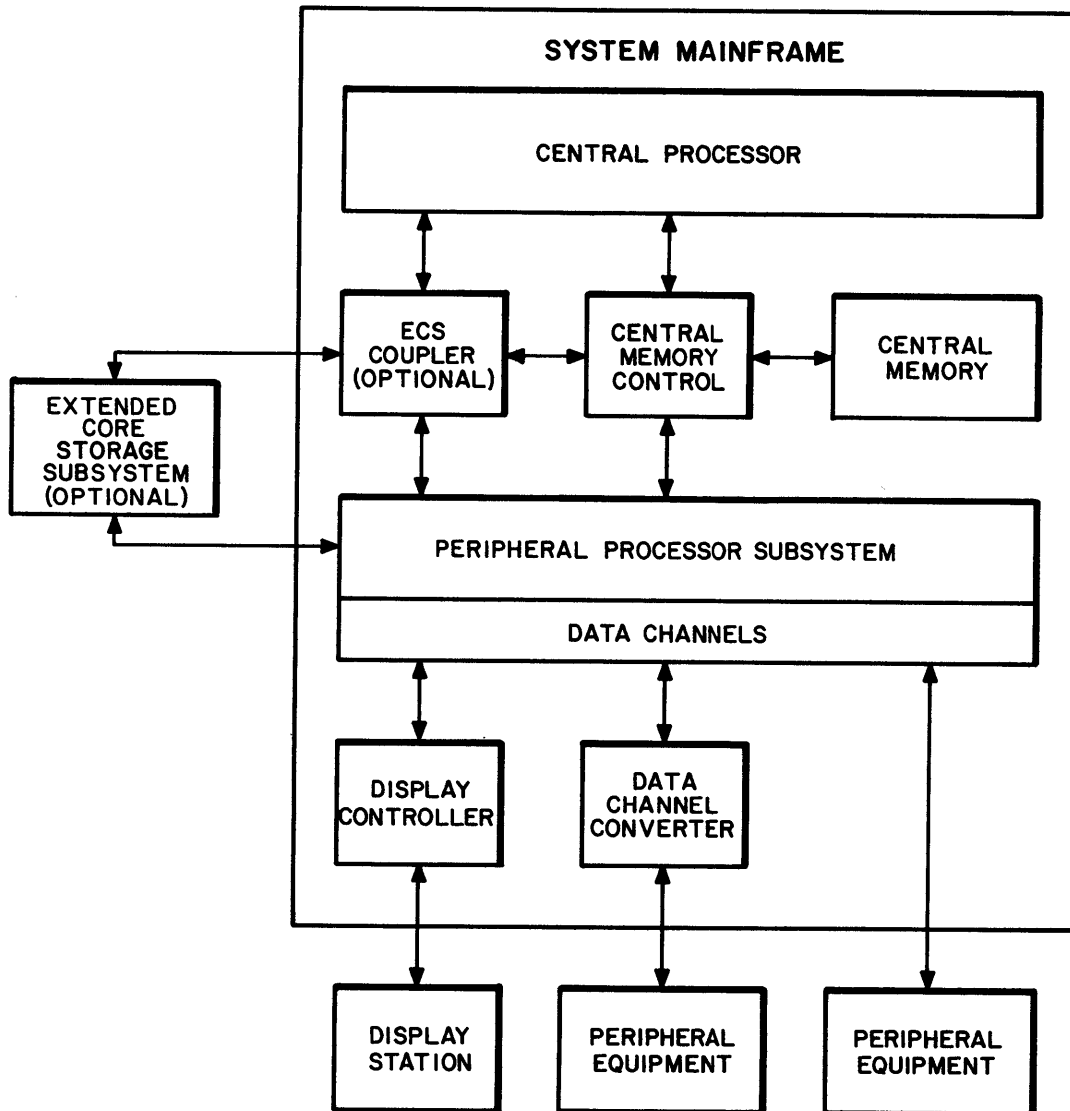 SYSTEM MAINFRAME
CENTRAL PROCESSOR
ECS
COUPLER
(OPTIONAL)
CENTRAL
MEMORY
CONTROL
CENTRAL
MEMORY
EXTENDED
CORE
STORAGE
SUBSYSTEM
(OPTIONAL)
PERIPHERAL PROCESSOR SUBSYSTEM
DATA CHANNELS
DISPLAY
CONTROLLER
DATA
CHANNEL
CONVERTER
DISPLAY
STATION
PERIPHERAL
EQUIPMENT
PERIPHERAL
EQUIPMENT